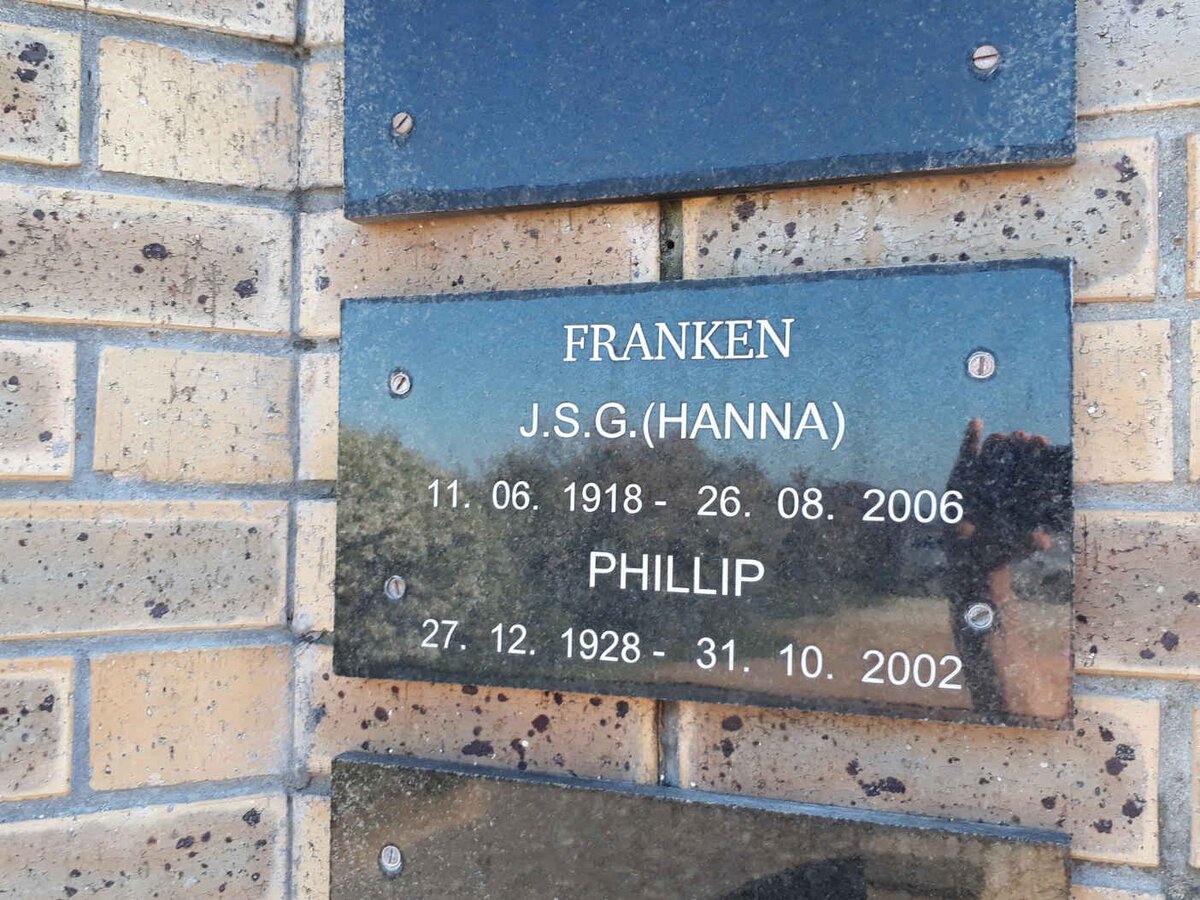 FRANKEN
J.S.G.(HANNA)
11. 06. 1918 - 26. 08. 2006
PHILLIP
27. 12. 1928 - 31. 10. 2002